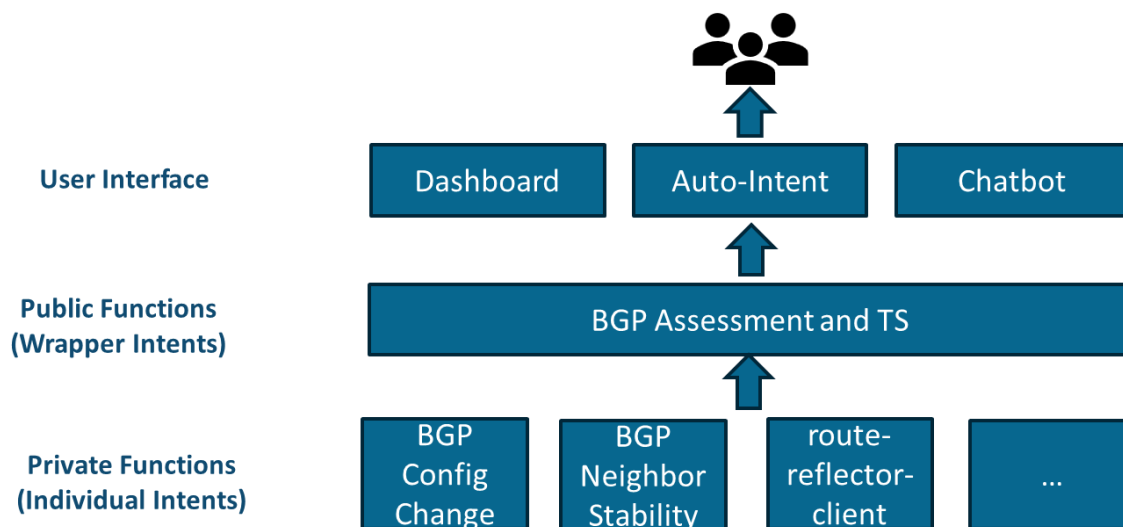 User Interface
Dashboard
Auto-Intent
Chatbot
Public Functions
(Wrapper Intents)
BGP Assessment and TS
Private Functions
(Individual Intents)
BGP
Config
Change
BGP
Neighbor
Stability
route-
reflector-
client
...